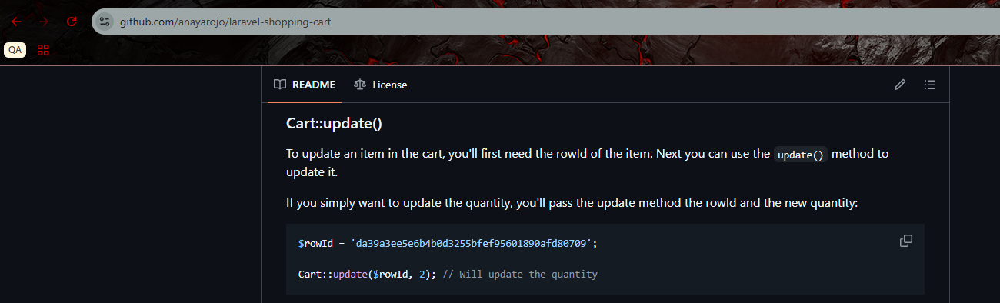 github.com/anayarojo/laravel-shopping-cart
QA
README
License
Cart::update()
To update an item in the cart, you'll first need the rowId of the item. Next you can use the update() method to
update it.
If you simply want to update the quantity, you'll pass the update method the rowId and the new quantity:
$rowId = 'da39a3ee5e6b4b0d3255bfef95601890afd80709';
Cart::update($rowId, 2); // Will update the quantity